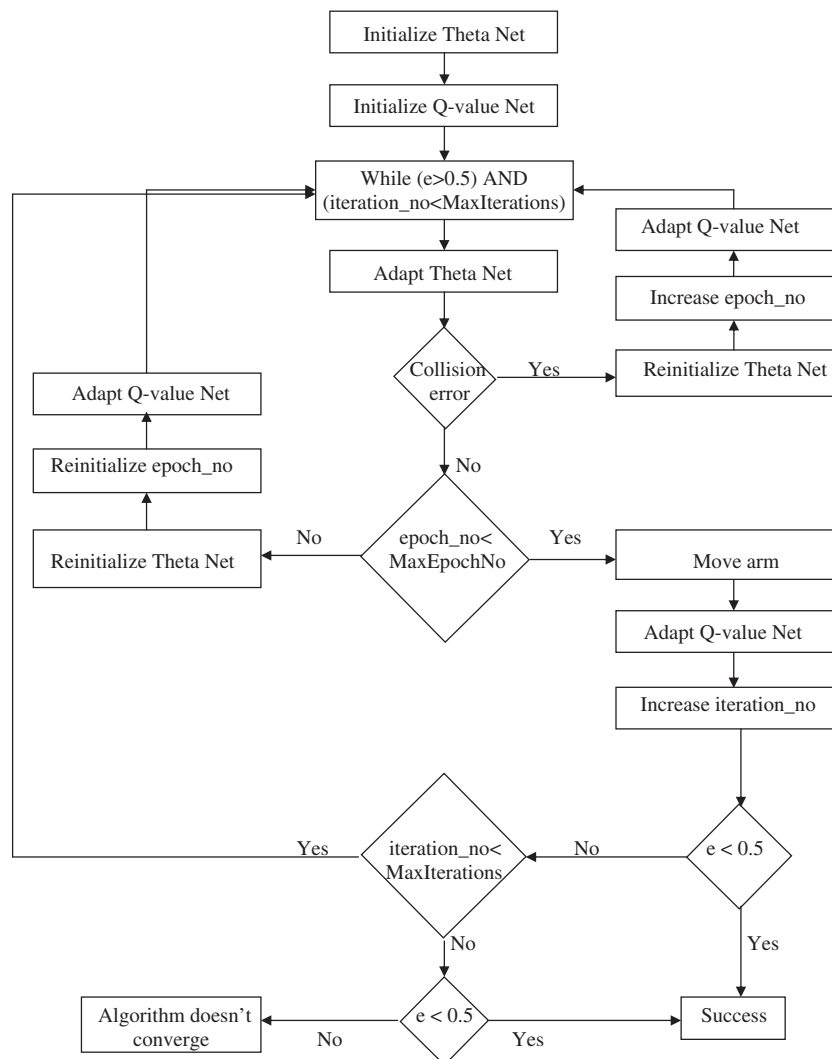 Initialize Theta Net
Initialize Q-value Net
While (e>0.5) AND
(iteration_no<MaxIterations)
Adapt Q-value Net
Adapt Theta Net
Increase epoch_no
Collision
error
Yes
Reinitialize Theta Net
Adapt Q-value Net
Reinitialize epoch_no
No
Reinitialize Theta Net
No
epoch_no<
MaxEpochNo
Yes
Move arm
Adapt Q-value Net
Increase iteration_no
Yes
iteration_no<
MaxIterations
No
e < 0.5
No
Yes
Algorithm doesn’t
converge
No
e < 0.5
Yes
Success